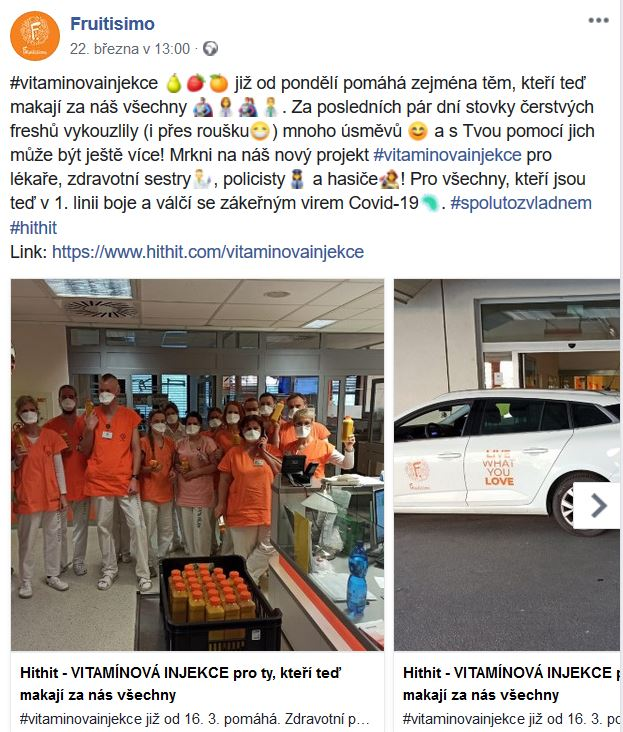 Fruitisimo
22. března v 13:00 ·
#vitaminovainjekce 🍐🍓🍊 již od pondělí pomáhá zejména těm, kteří teď
makají za nás všechny. Za posledních pár dní stovky čerstvých
freshů vykouzlily (i přes roušku😷) mnoho úsměvů 😊 a s Tvou pomocí jich
může být ještě více! Mrkni na náš nový projekt #vitaminovainjekce pro
lékaře, zdravotní sestry, policisty a hasiče! Pro všechny, kteří jsou
teď v 1. linii boje a válčí se zákeřným virem Covid-19🦠. #spolutozvladnem
#hithit
Link: https://www.hithit.com/vitaminovainjekce
F
Fruitisimo
LIVE
WHAT
YOU
LOVE
Hithit - VITAMÍNOVÁ INJEKCE pro ty, kteří teď
makají za nás všechny
#vitaminovainjekce již od 16. 3. pomáhá. Zdravotní p…
Hithit - VITAMÍNOVÁ INJEKCE p
makají za nás všechny
#vitaminovainjekce již od 16. 3. po